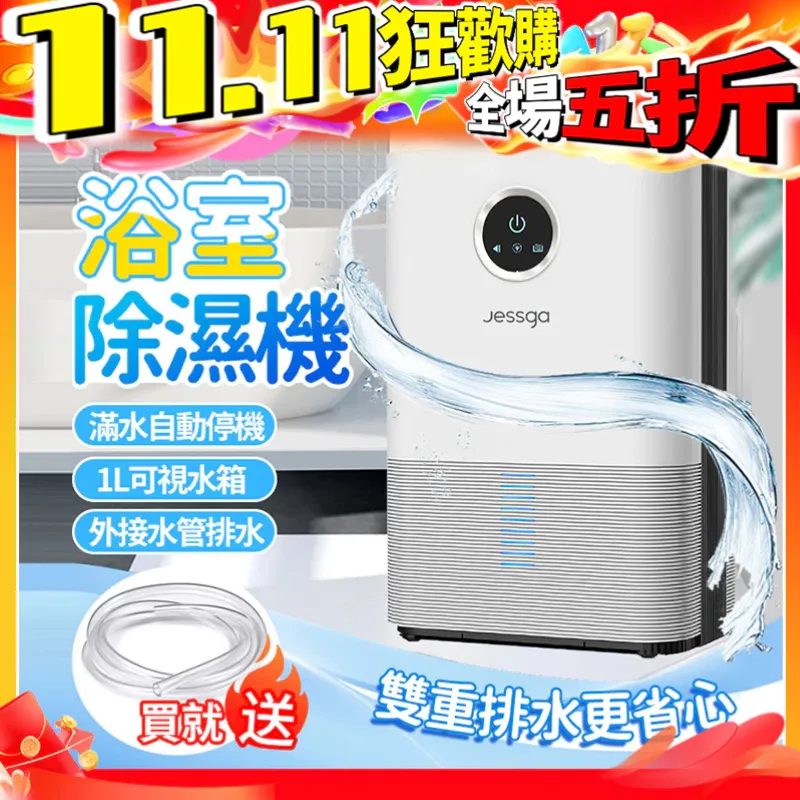 11.11狂歡購
全場五折
浴室
除濕機
Jessga
滿水自動停機
1L可視水箱
外接水管排水
買就送
雙重排水更省心